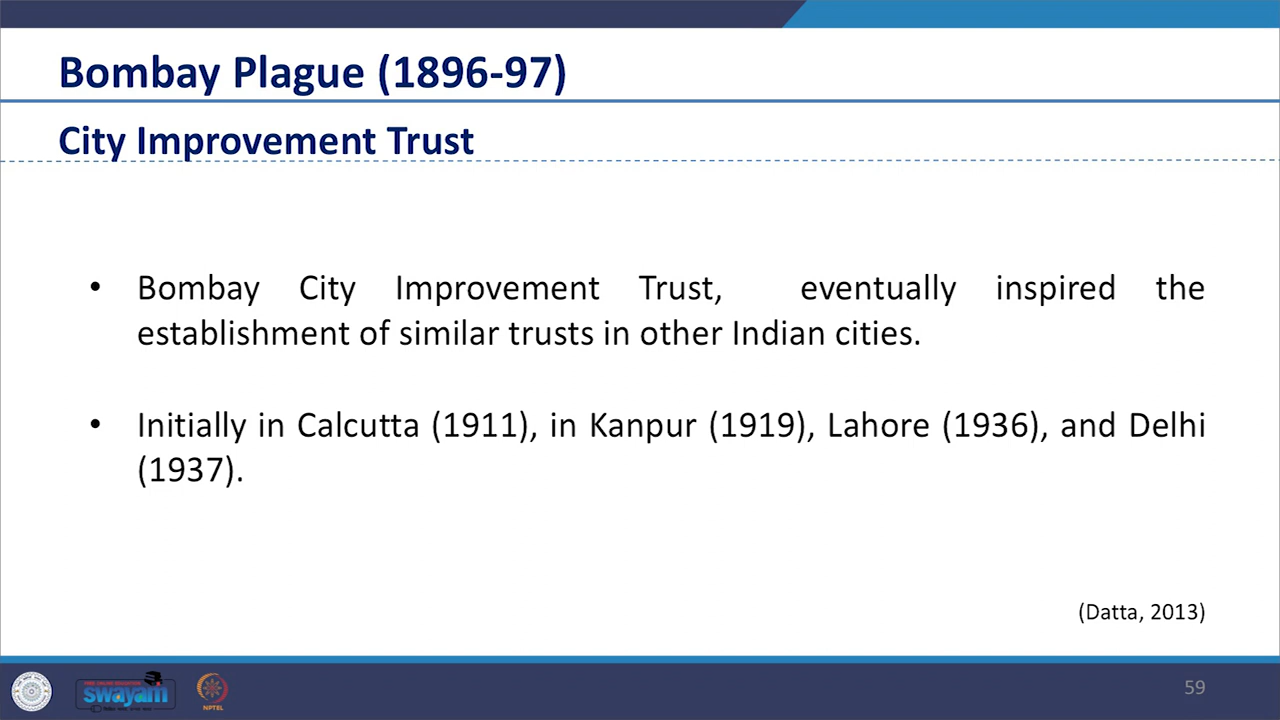 Bombay Plague (1896-97)
City Improvement Trust
• Bombay City Improvement Trust, eventually inspired the
establishment of similar trusts in other Indian cities.
• Initially in Calcutta (1911), in Kanpur (1919), Lahore (1936), and Delhi
(1937).
(Datta, 2013)
swayam
NPTEL
59